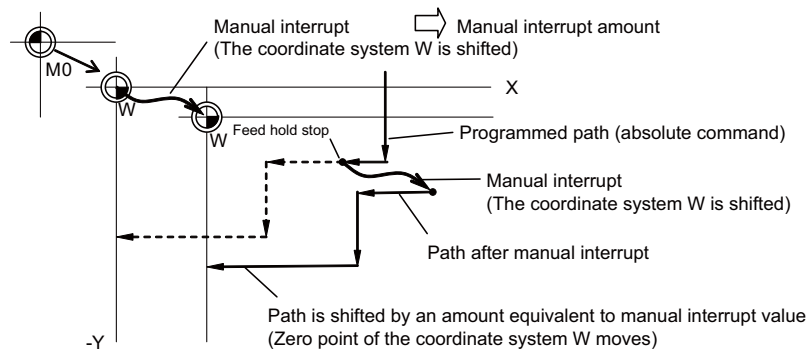 Manual interrupt
(The coordinate system W is shifted)
Manual interrupt amount
M0
X
W
W
Feed hold stop
Programmed path (absolute command)
Manual interrupt
(The coordinate system W is shifted)
Path after manual interrupt
Path is shifted by an amount equivalent to manual interrupt value
(Zero point of the coordinate system W moves)
-Y